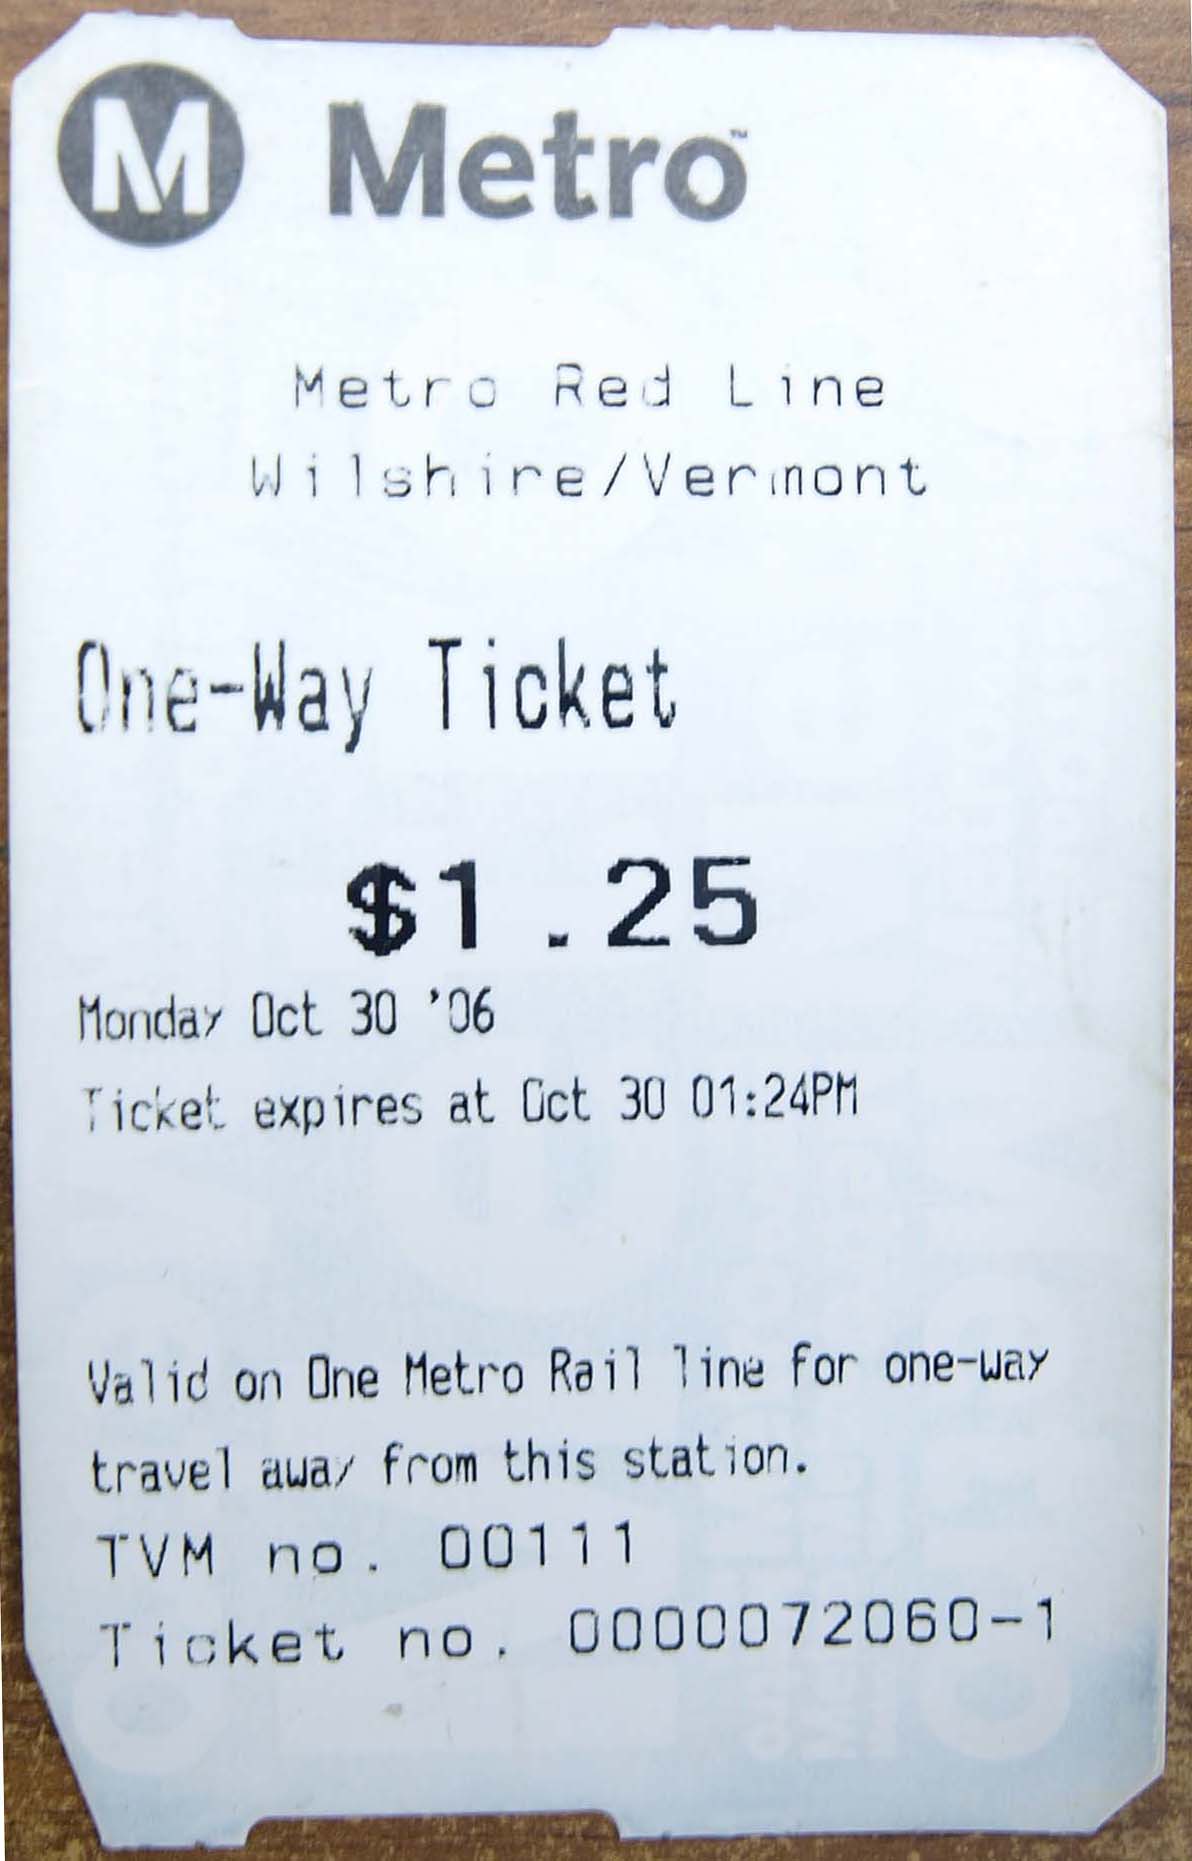 M Metro™
Metro Red Line
Wilshire/Vermont
One-Way Ticket
$1.25
Monday Oct 30 '06
Ticket expires at Oct 30 01:24PM
Valid on One Metro Rail line for one-way
travel away from this station.
TVM no. 00111
Ticket no. 0000072060-1